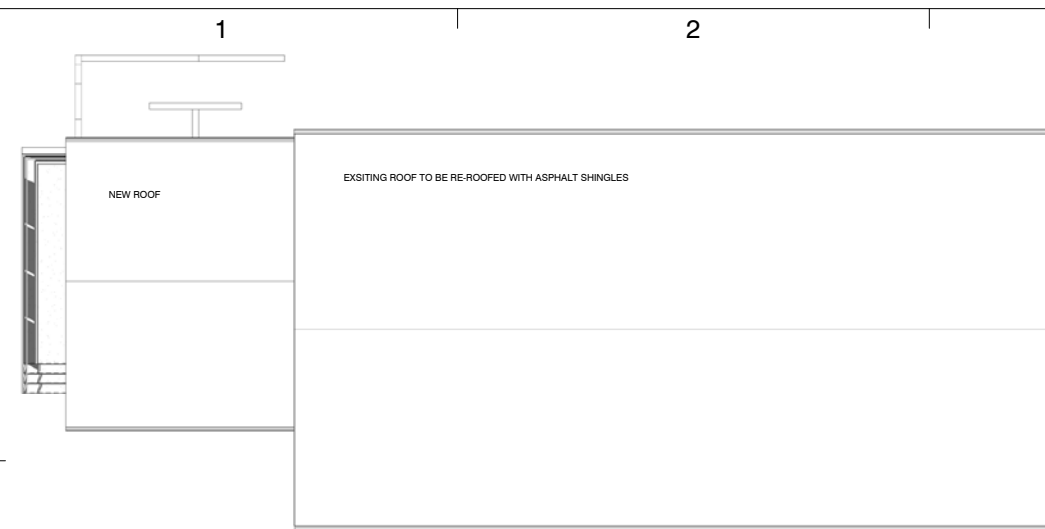 1
2
NEW ROOF
EXSITING ROOF TO BE RE-ROOFED WITH ASPHALT SHINGLES